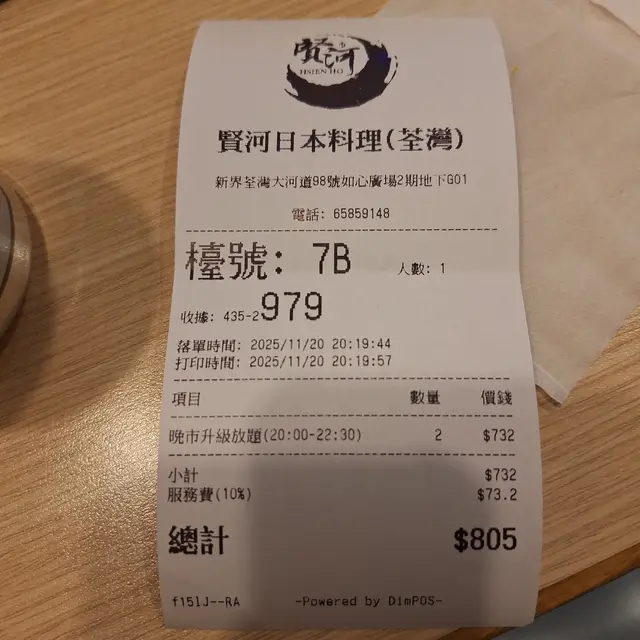 賢河
HSIEN HO
賢河日本料理(荃灣)
新界荃灣大河道98號如心廣場2期地下G01
電話: 65859148
檯號: 7B 人數: 1
收據: 435-2979
落單時間: 2025/11/20 20:19:44
打印時間: 2025/11/20 20:19:57
項目 數量 價錢
晚市升級放題(20:00-22:30) 2 $732
小計 $732
服務費(10%) $73.2
總計 $805
f15lJ--RA -Powered by DimPOS-